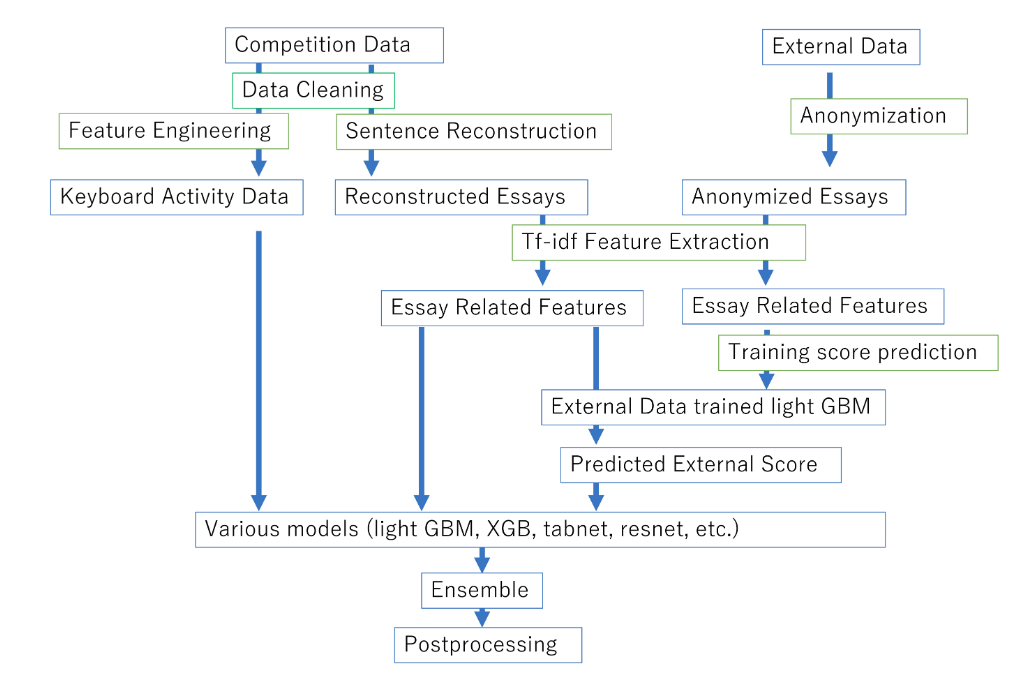 Competition Data
External Data
Data Cleaning
Anonymization
Feature Engineering
Sentence Reconstruction
Keyboard Activity Data
Reconstructed Essays
Anonymized Essays
Tf-idf Feature Extraction
Essay Related Features
Essay Related Features
Training score prediction
External Data trained light GBM
Predicted External Score
Various models (light GBM, XGB, tabnet, resnet, etc.)
Ensemble
Postprocessing